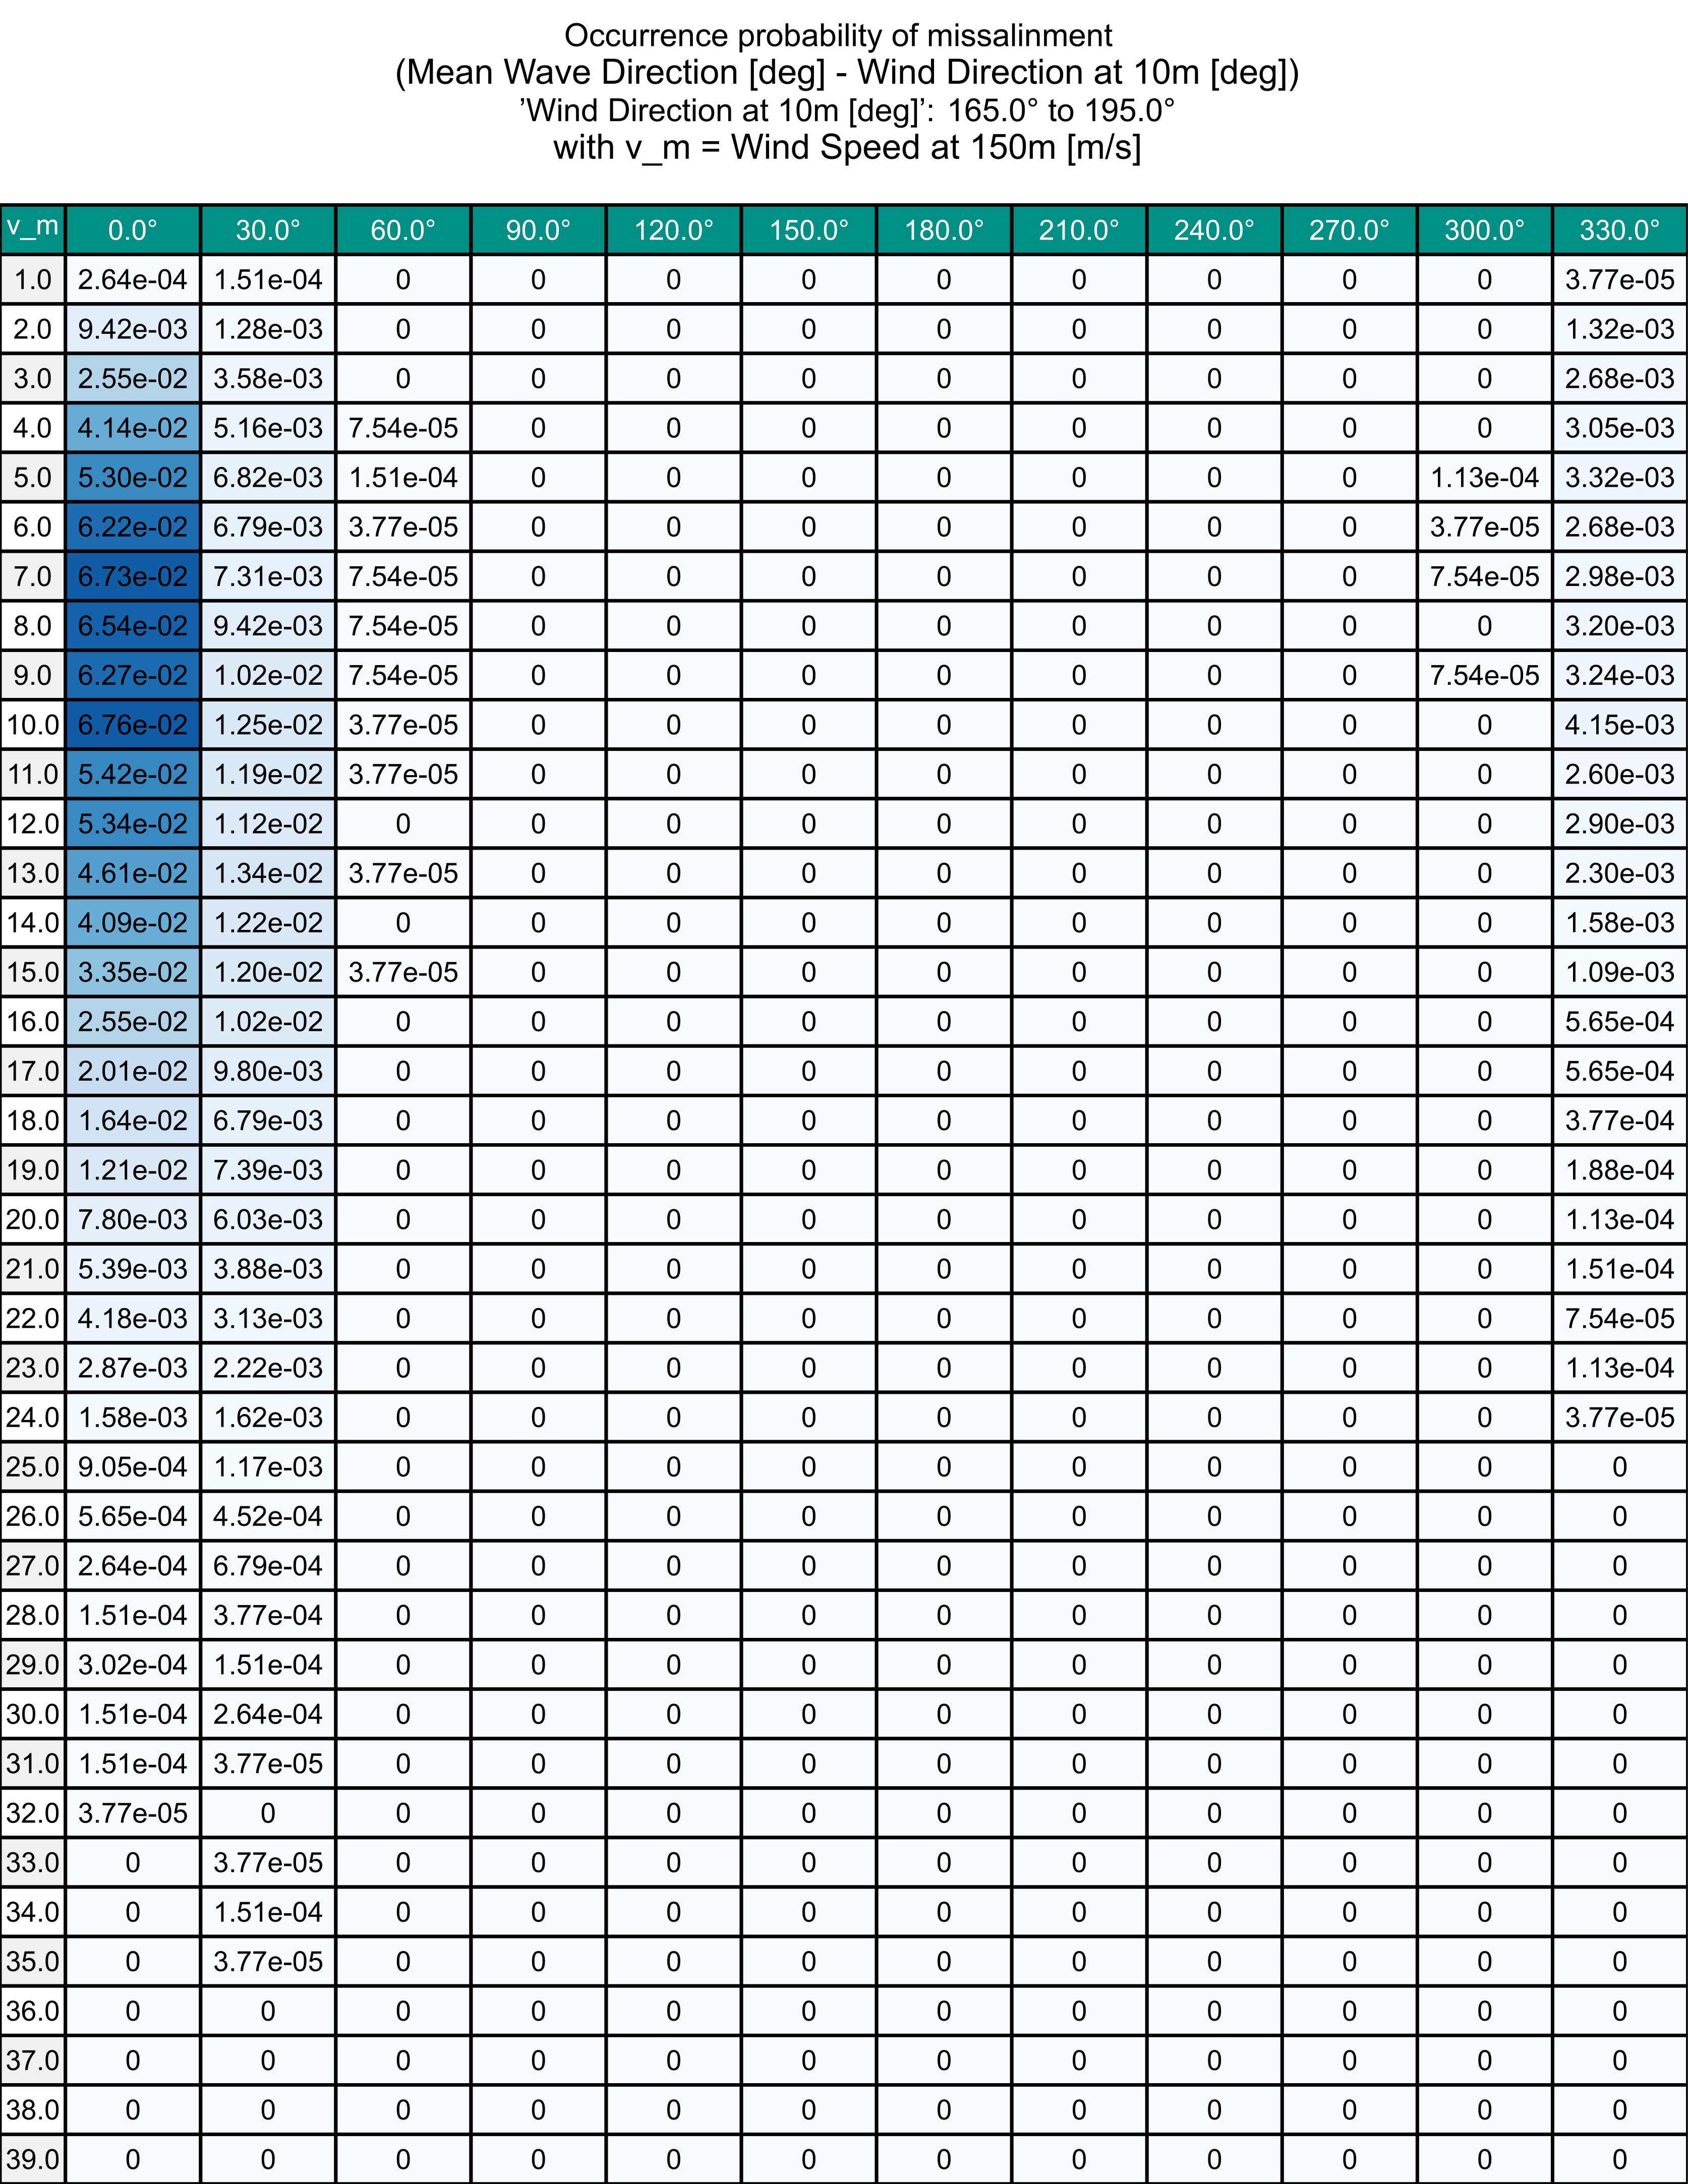 Occurrence probability of missalinment
(Mean Wave Direction [deg] - Wind Direction at 10m [deg])
’Wind Direction at 10m [deg]’: 165.0° to 195.0°
with v_m = Wind Speed at 150m [m/s]
v_m 0.0° 30.0° 60.0° 90.0° 120.0° 150.0° 180.0° 210.0° 240.0° 270.0° 300.0° 330.0°
1.0 2.64e-04 1.51e-04 0 0 0 0 0 0 0 0 0 3.77e-05
2.0 9.42e-03 1.28e-03 0 0 0 0 0 0 0 0 0 1.32e-03
3.0 2.55e-02 3.58e-03 0 0 0 0 0 0 0 0 0 2.68e-03
4.0 4.14e-02 5.16e-03 7.54e-05 0 0 0 0 0 0 0 0 3.05e-03
5.0 5.30e-02 6.82e-03 1.51e-04 0 0 0 0 0 0 0 1.13e-04 3.32e-03
6.0 6.22e-02 6.79e-03 3.77e-05 0 0 0 0 0 0 0 3.77e-05 2.68e-03
7.0 6.73e-02 7.31e-03 7.54e-05 0 0 0 0 0 0 0 7.54e-05 2.98e-03
8.0 6.54e-02 9.42e-03 7.54e-05 0 0 0 0 0 0 0 0 3.20e-03
9.0 6.27e-02 1.02e-02 7.54e-05 0 0 0 0 0 0 0 7.54e-05 3.24e-03
10.0 6.76e-02 1.25e-02 3.77e-05 0 0 0 0 0 0 0 0 4.15e-03
11.0 5.42e-02 1.19e-02 3.77e-05 0 0 0 0 0 0 0 0 2.60e-03
12.0 5.34e-02 1.12e-02 0 0 0 0 0 0 0 0 0 2.90e-03
13.0 4.61e-02 1.34e-02 3.77e-05 0 0 0 0 0 0 0 0 2.30e-03
14.0 4.09e-02 1.22e-02 0 0 0 0 0 0 0 0 0 1.58e-03
15.0 3.35e-02 1.20e-02 3.77e-05 0 0 0 0 0 0 0 0 1.09e-03
16.0 2.55e-02 1.02e-02 0 0 0 0 0 0 0 0 0 5.65e-04
17.0 2.01e-02 9.80e-03 0 0 0 0 0 0 0 0 0 5.65e-04
18.0 1.64e-02 6.79e-03 0 0 0 0 0 0 0 0 0 3.77e-04
19.0 1.21e-02 7.39e-03 0 0 0 0 0 0 0 0 0 1.88e-04
20.0 7.80e-03 6.03e-03 0 0 0 0 0 0 0 0 0 1.13e-04
21.0 5.39e-03 3.88e-03 0 0 0 0 0 0 0 0 0 1.51e-04
22.0 4.18e-03 3.13e-03 0 0 0 0 0 0 0 0 0 7.54e-05
23.0 2.87e-03 2.22e-03 0 0 0 0 0 0 0 0 0 1.13e-04
24.0 1.58e-03 1.62e-03 0 0 0 0 0 0 0 0 0 3.77e-05
25.0 9.05e-04 1.17e-03 0 0 0 0 0 0 0 0 0 0
26.0 5.65e-04 4.52e-04 0 0 0 0 0 0 0 0 0 0
27.0 2.64e-04 6.79e-04 0 0 0 0 0 0 0 0 0 0
28.0 1.51e-04 3.77e-04 0 0 0 0 0 0 0 0 0 0
29.0 3.02e-04 1.51e-04 0 0 0 0 0 0 0 0 0 0
30.0 1.51e-04 2.64e-04 0 0 0 0 0 0 0 0 0 0
31.0 1.51e-04 3.77e-05 0 0 0 0 0 0 0 0 0 0
32.0 3.77e-05 0 0 0 0 0 0 0 0 0 0 0
33.0 0 3.77e-05 0 0 0 0 0 0 0 0 0 0
34.0 0 1.51e-04 0 0 0 0 0 0 0 0 0 0
35.0 0 3.77e-05 0 0 0 0 0 0 0 0 0 0
36.0 0 0 0 0 0 0 0 0 0 0 0 0
37.0 0 0 0 0 0 0 0 0 0 0 0 0
38.0 0 0 0 0 0 0 0 0 0 0 0 0
39.0 0 0 0 0 0 0 0 0 0 0 0 0